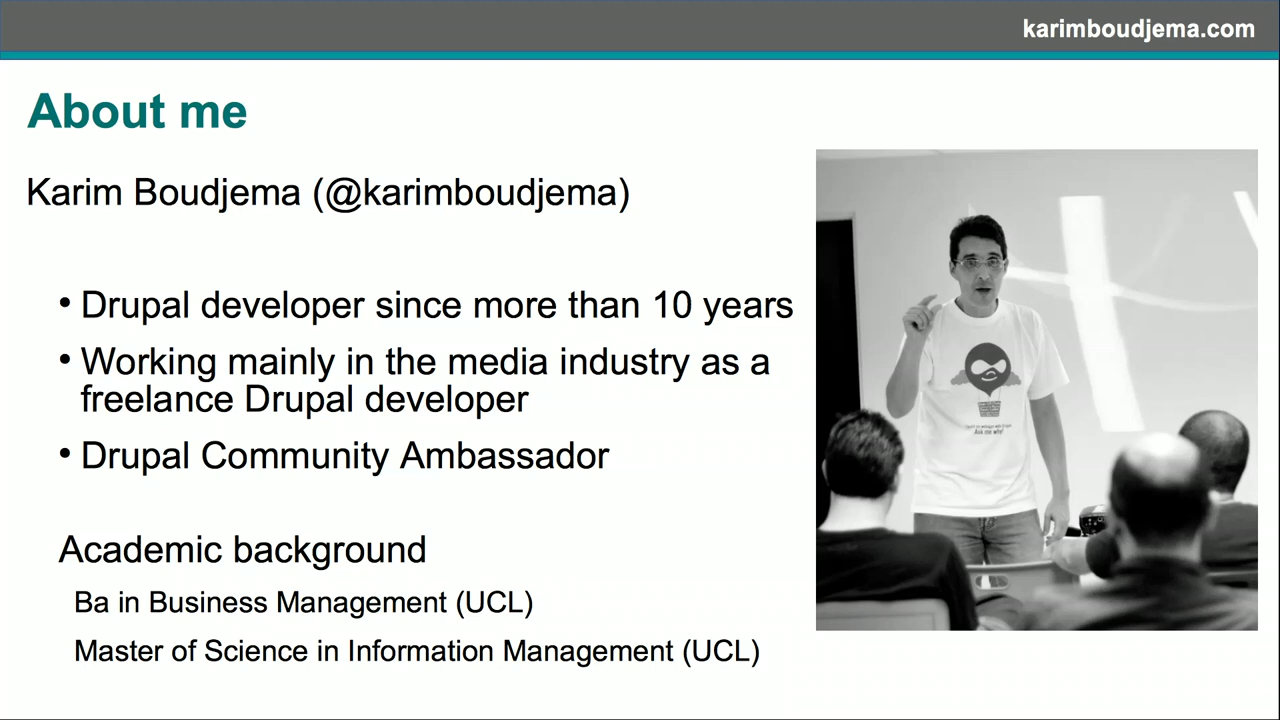 karimboudjema.com
About me
Karim Boudjema (@karimboudjema)
• Drupal developer since more than 10 years
• Working mainly in the media industry as a
freelance Drupal developer
• Drupal Community Ambassador
Ask me why!
Academic background
Ba in Business Management (UCL)
Master of Science in Information Management (UCL)